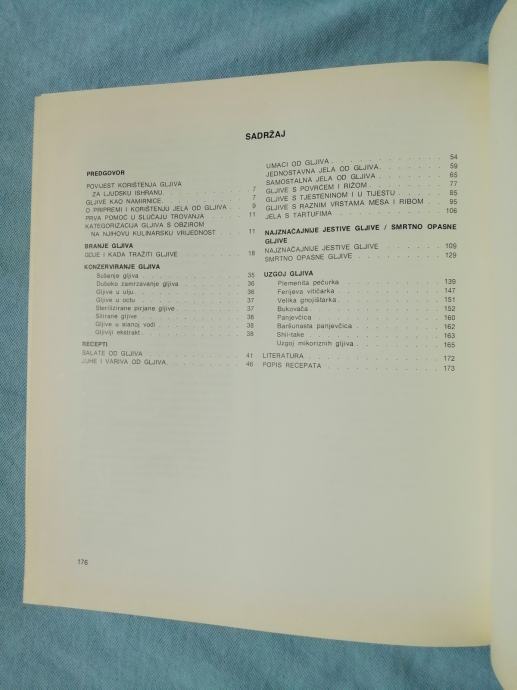 SADRŽAJ
PREDGOVOR
POVIJEST KORIŠTENJA GLJIVA
ZA LJUDSKU ISHRANU. 7
GLJIVE KAO NAMIRNICE. 7
O PRIPREMI I KORIŠTENJU JELA OD GLJIVA . 9
PRVA POMOĆ U SLUČAJU TROVANJA 11
KATEGORIZACIJA GLJIVA S OBZIROM
NA NJIHOVU KULINARSKU VRIJEDNOST . 11
BRANJE GLJIVA
GDJE I KADA TRAŽITI GLJIVE 18
KONZERVIRANJE GLJIVA
Sušenje gljiva 35
Duboko zamrzavanje gljiva 36
Gljive u ulju. 36
Gljive u octu 37
Sterilizirane pirjane gljive 37
Silirane gljive 38
Gljive u slanoj vodi 38
Gljivlji ekstrakt 38
RECEPTI
SALATE OD GLJIVA 41
JUHE I VARIVA OD GLJIVA 46
UMACI OD GLJIVA 54
JEDNOSTAVNA JELA OD GLJIVA 59
SAMOSTALNA JELA OD GLJIVA 65
GLJIVE S POVRĆEM I RIŽOM 77
GLJIVE S TJESTENINOM I U TIJESTU 85
GLJIVE S RAZNIM VRSTAMA MESA I RIBOM 95
JELA S TARTUFIMA 106
NAJZNAČAJNIJE JESTIVE GLJIVE / SMRTNO OPASNE
GLJIVE
NAJZNAČAJNIJE JESTIVE GLJIVE 109
SMRTNO OPASNE GLJIVE 129
UZGOJ GLJIVA
Plemenita pečurka 139
Ferijeva vitičarka 147
Velika gnojištarka 151
Bukovača 152
Panjevčica 160
Baršunasta panjevčica 162
Shii-take 163
Uzgoj mikoriznih gljiva 165
LITERATURA 172
POPIS RECEPATA 173
176